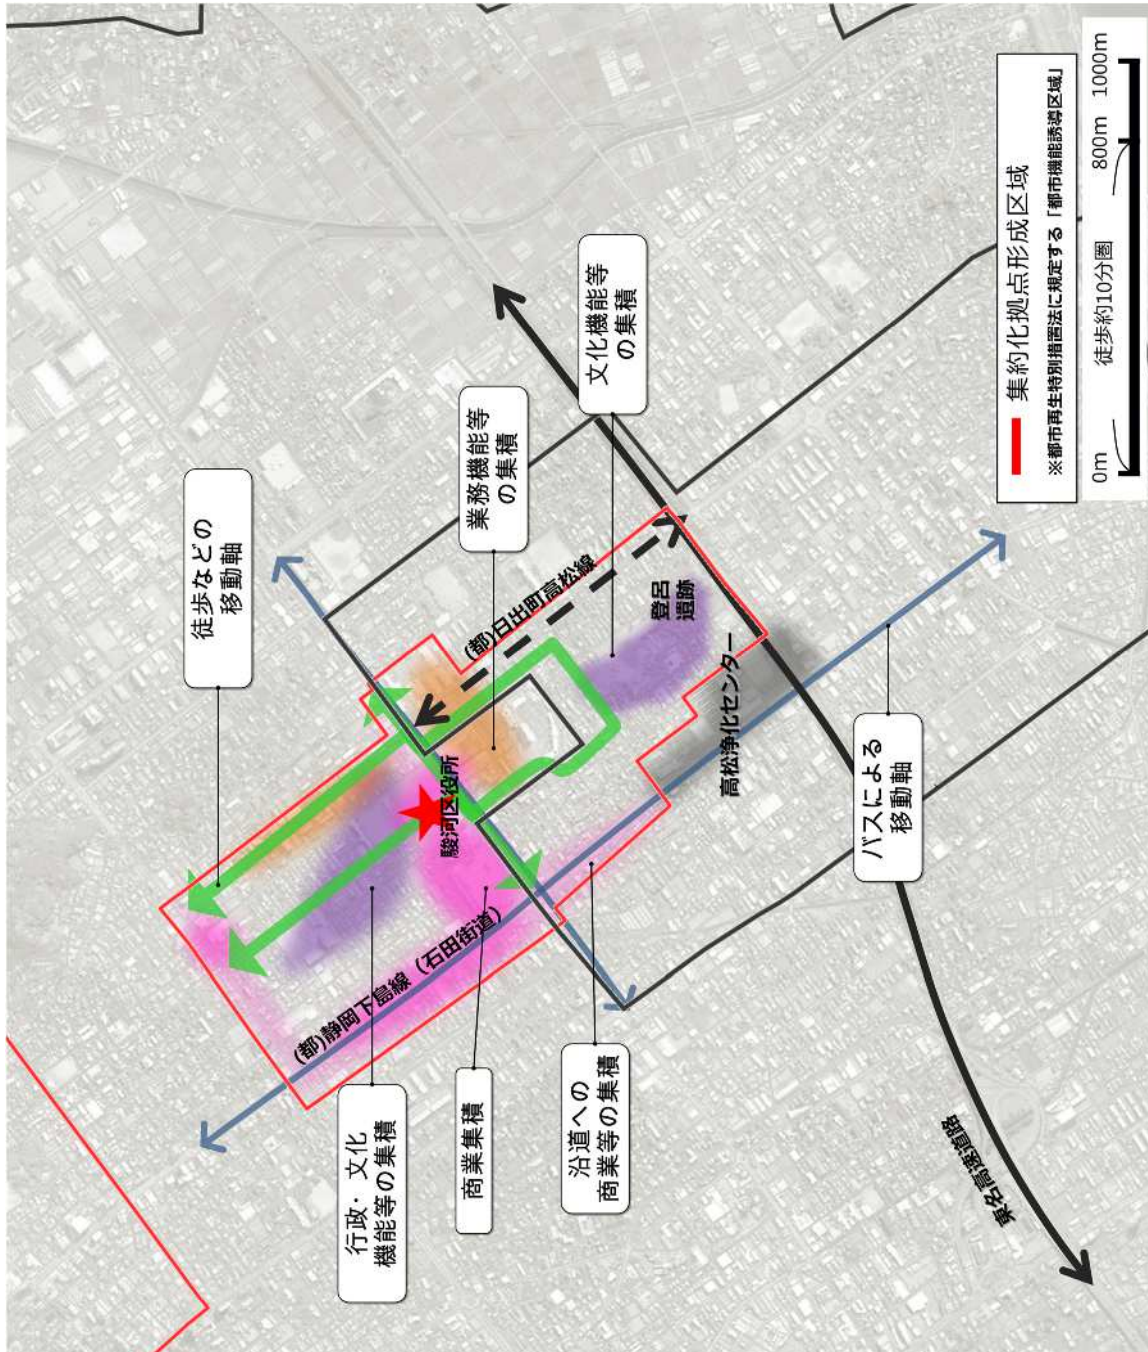 徒歩などの
移動軸
業務機能等
の集積
文化機能等
の集積
(都)日出町高松線
登呂
遺跡
駿河区役所
高松浄化センター
(都)静岡下島線（石田街道）
行政・文化
機能等の集積
商業集積
沿道への
商業等の集積
バスによる
移動軸
東名高速道路
集約化拠点形成区域
※都市再生特別措置法に規定する「都市機能誘導区域」
0m
徒歩約10分圏
800m
1000m